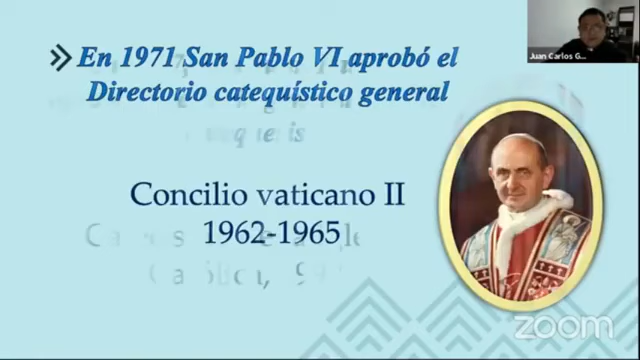 Juan Carlos G...
En 1971 San Pablo VI aprobó el
Directorio catequístico general
Concilio vaticano II
1962-1965
zoom